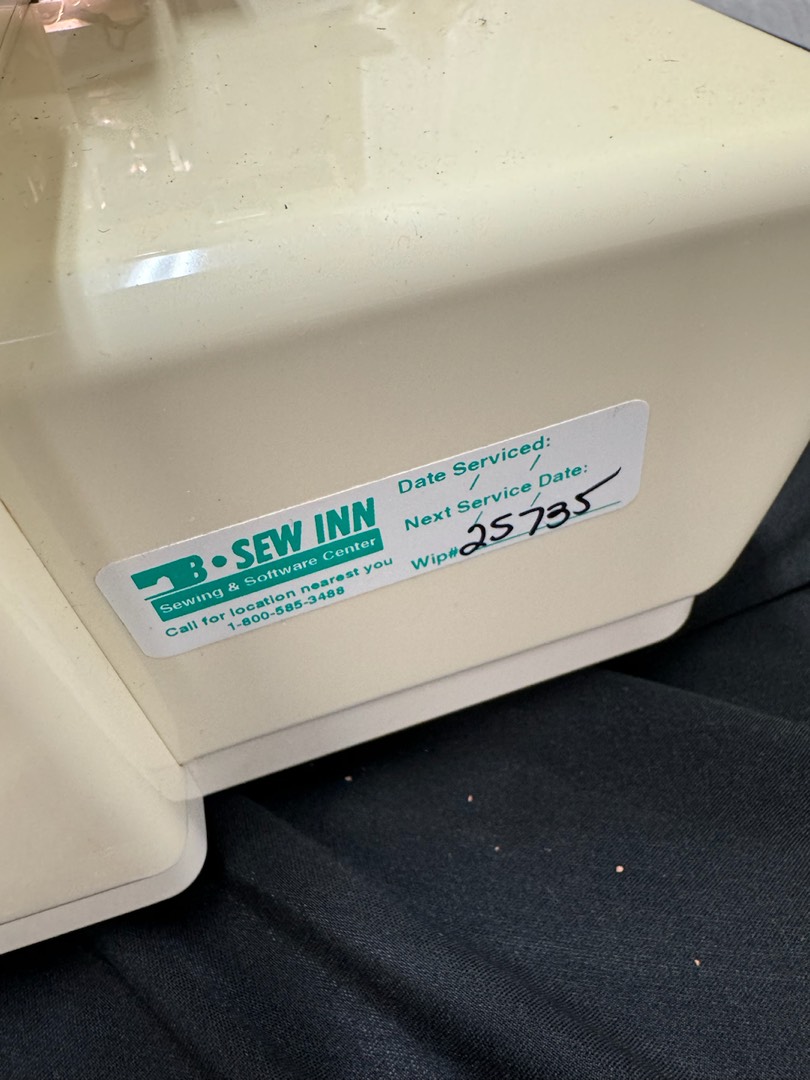 B•SEW INN
Sewing & Software Center
Call for location nearest you
1-800-585-3488
Date Serviced:
/ /
Next Service Date:
/ /
Wip# 25735